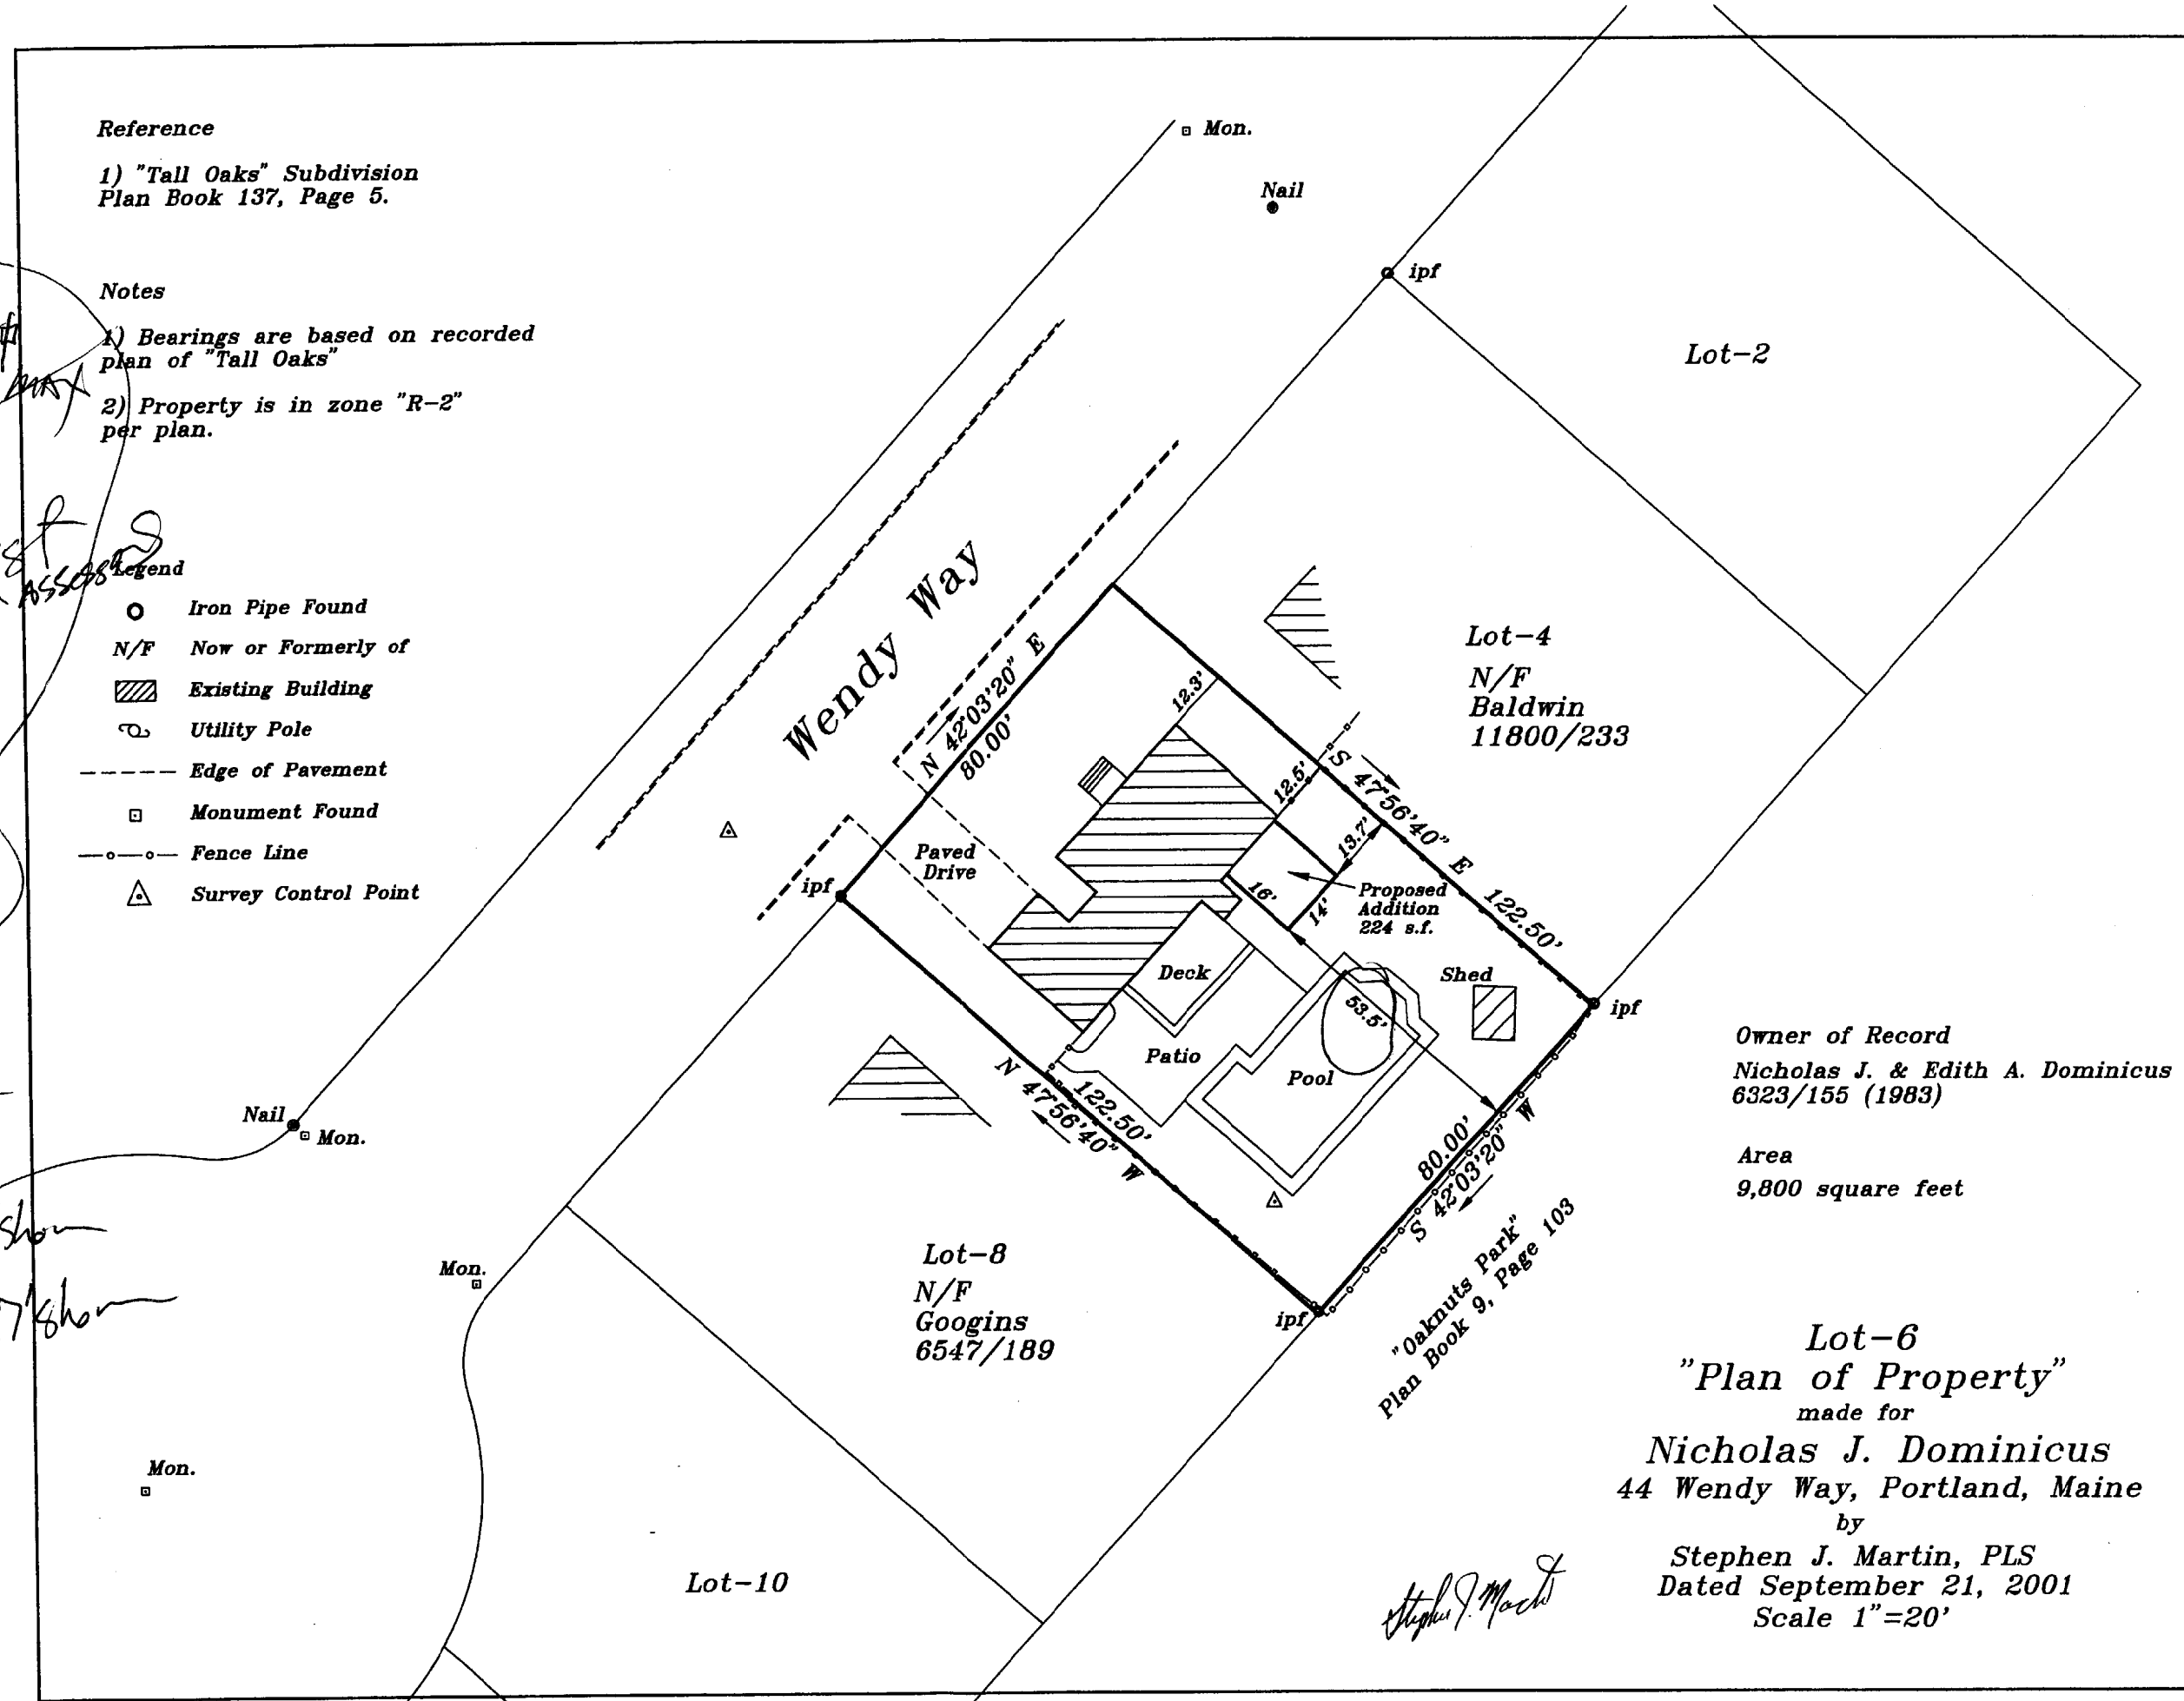 Reference
1) "Tall Oaks" Subdivision
Plan Book 137, Page 5.
Notes
1) Bearings are based on recorded
plan of "Tall Oaks"
2) Property is in zone "R-2"
per plan.
MAX
Assessors
Legend
Iron Pipe Found
N/F Now or Formerly of
Existing Building
Utility Pole
Edge of Pavement
Monument Found
Fence Line
Survey Control Point
Mon.
Nail
ipf
Lot-2
Wendy Way
N 42°03'20" E
80.00'
Lot-4
N/F
Baldwin
11800/233
12.3'
12.5'
S 47°56'40" E 122.50'
13.7'
Paved
Drive
ipf
16'
14'
Proposed
Addition
224 s.f.
Deck
Shed
53.5'
ipf
Patio
Pool
N 47°56'40" W
122.50'
80.00'
S 42°03'20" W
"Oaknuts Park"
Plan Book 9, Page 103
ipf
Nail
Mon.
Mon.
Mon.
Lot-8
N/F
Googins
6547/189
Lot-10
Owner of Record
Nicholas J. & Edith A. Dominicus
6323/155 (1983)
Area
9,800 square feet
Lot-6
"Plan of Property"
made for
Nicholas J. Dominicus
44 Wendy Way, Portland, Maine
by
Stephen J. Martin, PLS
Dated September 21, 2001
Scale 1"=20'